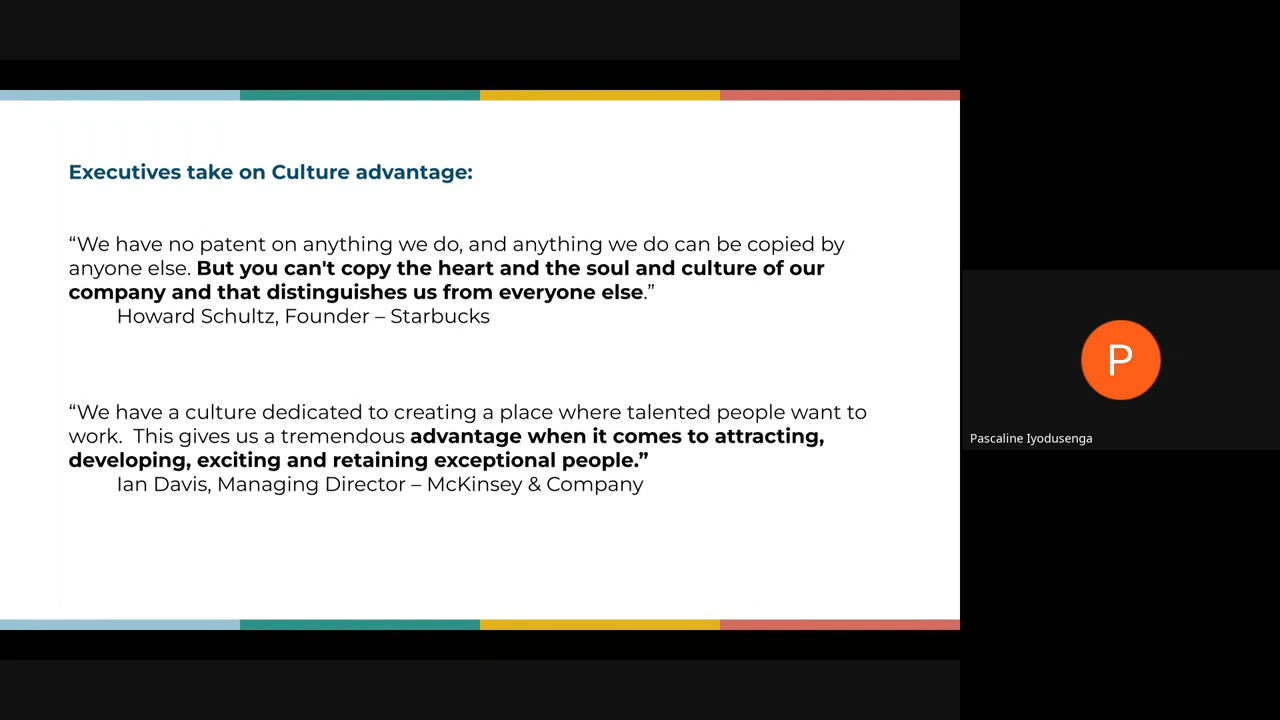 Executives take on Culture advantage:
“We have no patent on anything we do, and anything we do can be copied by
anyone else. But you can't copy the heart and the soul and culture of our
company and that distinguishes us from everyone else.”
Howard Schultz, Founder – Starbucks
“We have a culture dedicated to creating a place where talented people want to
work.  This gives us a tremendous advantage when it comes to attracting,
developing, exciting and retaining exceptional people.”
Ian Davis, Managing Director – McKinsey & Company
P
Pascaline Iyodusenga